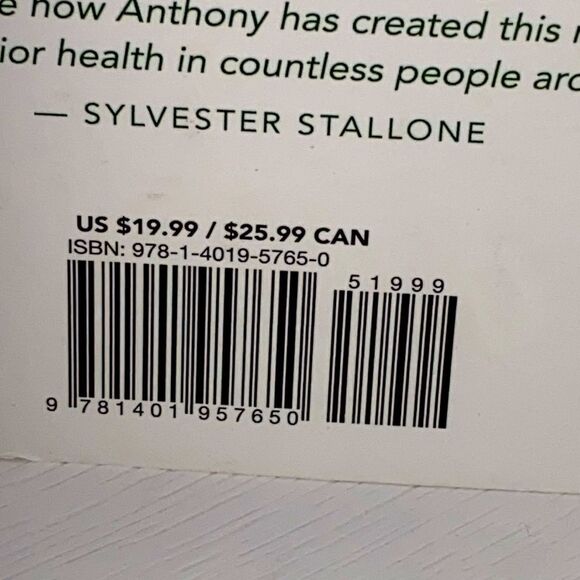 how Anthony has created this
ior health in countless people
— SYLVESTER STALLONE
US $19.99 / $25.99 CAN
ISBN: 978-1-4019-5765-0
51999
9 781401 957650